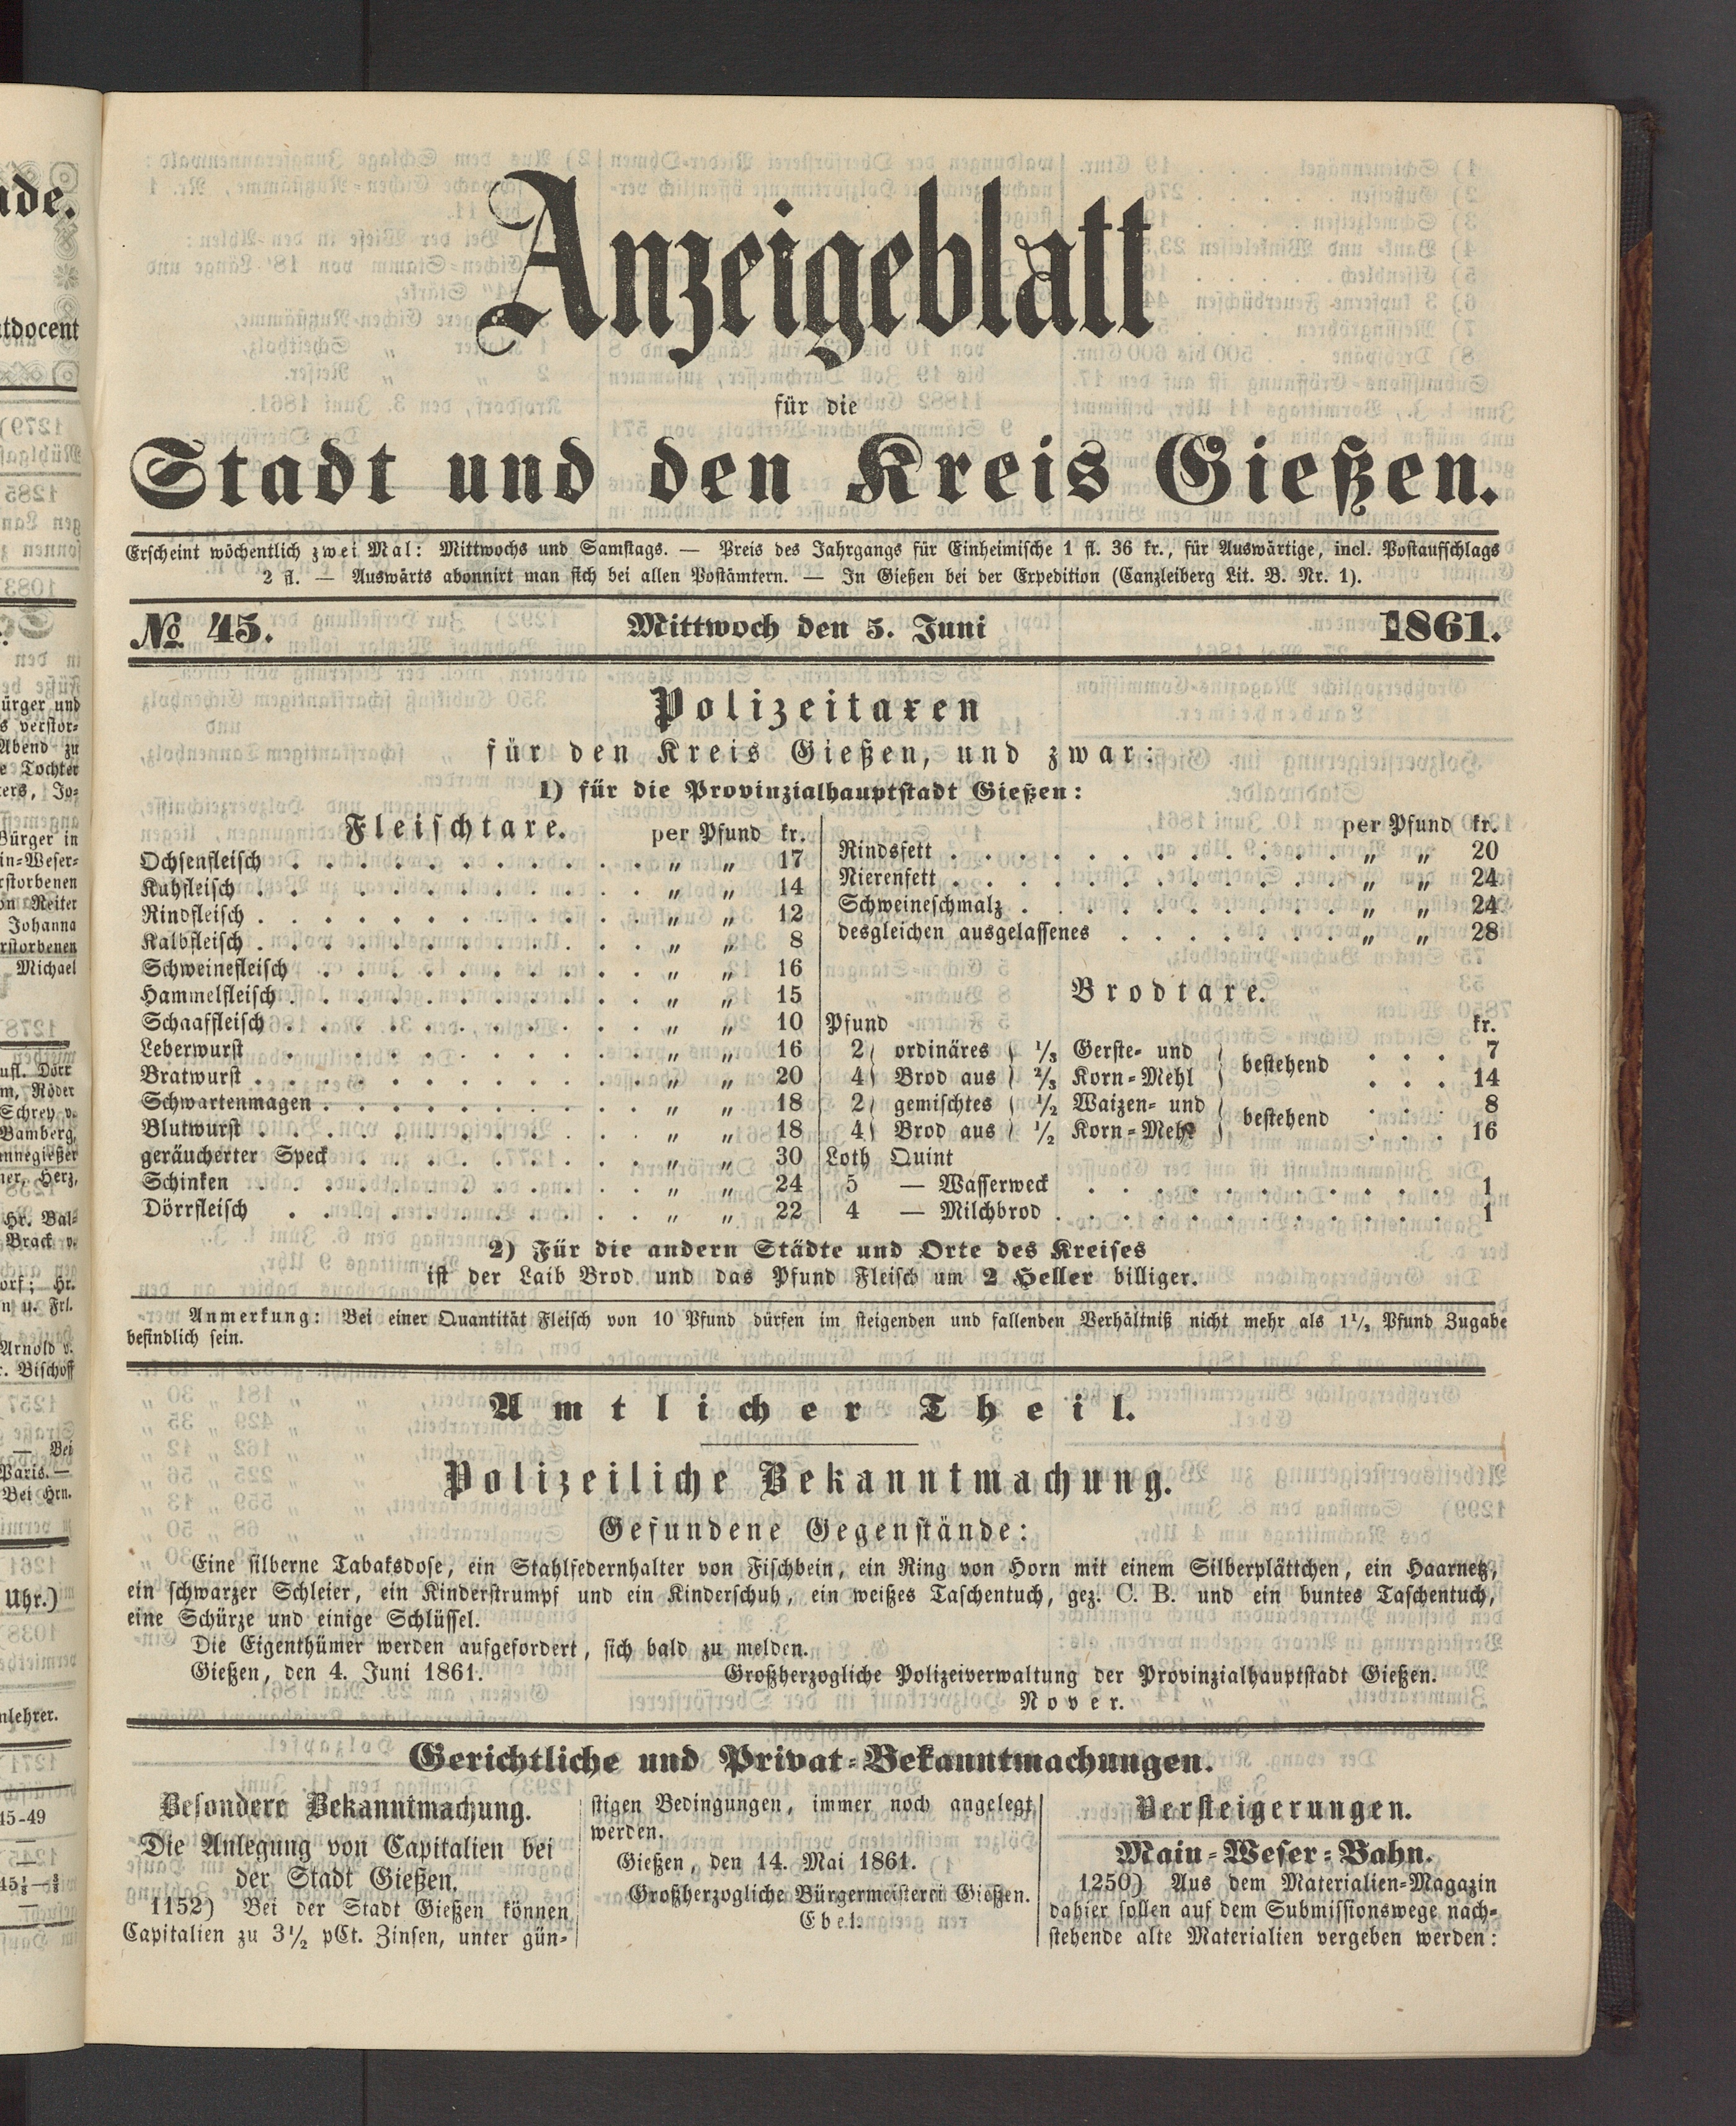 Anzeigeblatt
für die
Stadt und den Kreis Gießen.
Erscheint wöchentlich zwei Mal: Mittwochs und Samstags. — Preis des Jahrgangs für Einheimische 1 fl. 36 kr., für Auswärtige, incl. Postaufschlags
2 fl. — Auswärts abonnirt man sich bei allen Postämtern. — In Gießen bei der Expedition (Canzleiberg Lit. B. Nr. 1).
№ 45. Mittwoch den 5. Juni 1861.
Polizeitaxen
für den Kreis Gießen, und zwar:
1) für die Provinzialhauptstadt Gießen:
Fleischtaxe. per Pfund kr.
Ochsenfleisch . . . „ „ 17
Kuhfleisch . . . „ „ 14
Rindfleisch . . . „ „ 12
Kalbfleisch . . . „ „ 8
Schweinefleisch . . . „ „ 16
Hammelfleisch . . . „ „ 15
Schaaffleisch . . . „ „ 10
Leberwurst . . . „ „ 16
Bratwurst . . . „ „ 20
Schwartenmagen . . . „ „ 18
Blutwurst . . . „ „ 18
geräucherter Speck . . . „ „ 30
Schinken . . . „ „ 24
Dörrfleisch . . . „ „ 22
per Pfund kr.
Rindsfett . . . „ „ 20
Nierenfett . . . „ „ 24
Schweineschmalz . . . „ „ 24
desgleichen ausgelassenes . . . „ „ 28
Brodtaxe.
Pfund kr.
2) ordinäres ( 1/3 Gerste- und ) bestehend . . . 7
4) Brod aus ( 2/3 Korn-Mehl ) . . . 14
2) gemischtes ( 1/2 Waizen- und ) bestehend . . . 8
4) Brod aus ( 1/2 Korn-Mehl ) . . . 16
Loth Quint
5 — Wasserweck . . . 1
4 — Milchbrod . . . 1
2) Für die andern Städte und Orte des Kreises
ist der Laib Brod und das Pfund Fleisch um 2 Heller billiger.
Anmerkung: Bei einer Quantität Fleisch von 10 Pfund dürfen im steigenden und fallenden Verhältniß nicht mehr als 1 1/2 Pfund Zugabe
befindlich sein.
Amtlicher Theil.
Polizeiliche Bekanntmachung.
Gefundene Gegenstände:
Eine silberne Tabaksdose, ein Stahlfedernhalter von Fischbein, ein Ring von Horn mit einem Silberplättchen, ein Haarnetz,
ein schwarzer Schleier, ein Kinderstrumpf und ein Kinderschuh, ein weißes Taschentuch, gez. C. B. und ein buntes Taschentuch,
eine Schürze und einige Schlüssel.
Die Eigenthümer werden aufgefordert, sich bald zu melden.
Gießen, den 4. Juni 1861. Großherzogliche Polizeiverwaltung der Provinzialhauptstadt Gießen.
Nover.
Gerichtliche und Privat-Bekanntmachungen.
Besondere Bekanntmachung.
Die Anlegung von Capitalien bei
der Stadt Gießen.
1152) Bei der Stadt Gießen können
Capitalien zu 3 1/2 pCt. Zinsen, unter gün-
stigen Bedingungen, immer noch angelegt
werden.
Gießen, den 14. Mai 1861.
Großherzogliche Bürgermeisterei Gießen.
Ebel.
Versteigerungen.
Main-Weser-Bahn.
1250) Aus dem Materialien-Magazin
dahier sollen auf dem Submissionswege nach-
stehende alte Materialien vergeben werden: